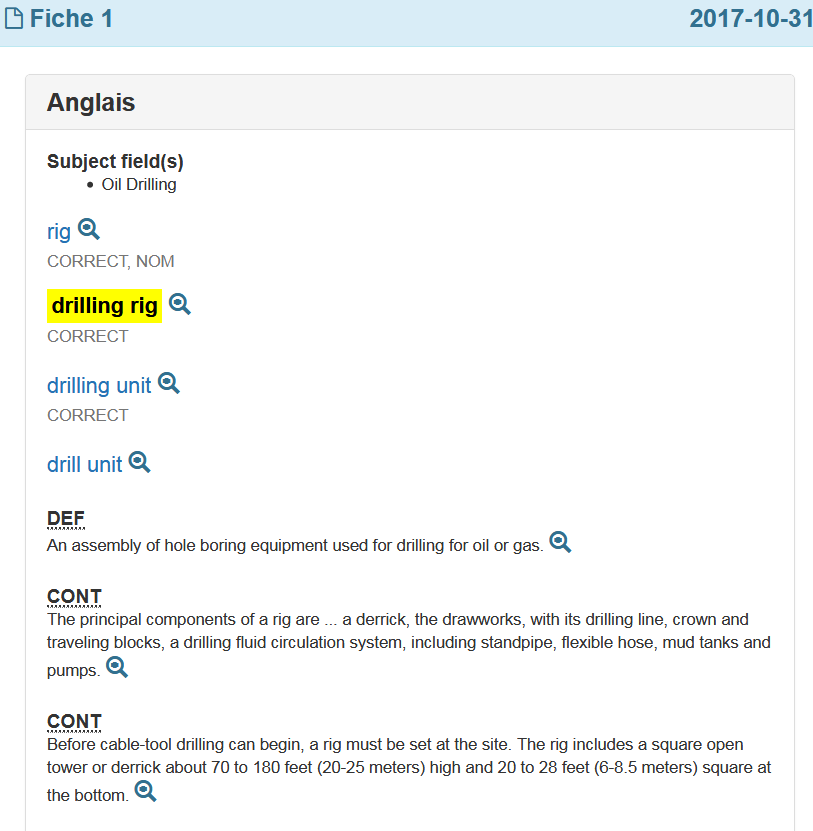 Fiche 1
2017-10-31
Anglais
Subject field(s)
• Oil Drilling
rig
CORRECT, NOM
drilling rig
CORRECT
drilling unit
CORRECT
drill unit
DEF
An assembly of hole boring equipment used for drilling for oil or gas.
CONT
The principal components of a rig are ... a derrick, the drawworks, with its drilling line, crown and
traveling blocks, a drilling fluid circulation system, including standpipe, flexible hose, mud tanks and
pumps.
CONT
Before cable-tool drilling can begin, a rig must be set at the site. The rig includes a square open
tower or derrick about 70 to 180 feet (20-25 meters) high and 20 to 28 feet (6-8.5 meters) square at
the bottom.